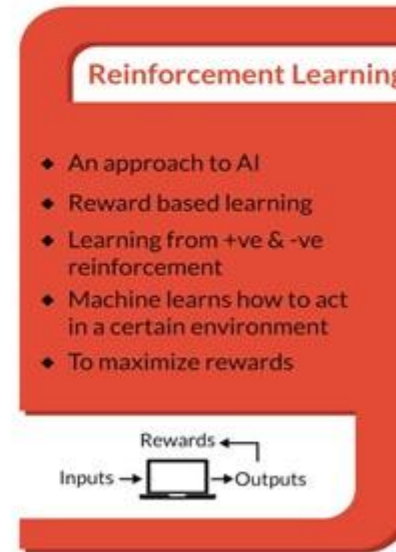 Reinforcement Learning
An approach to AI
Reward based learning
Learning from +ve & -ve
reinforcement
Machine learns how to act
in a certain environment
To maximize rewards
Rewards
Inputs
Outputs